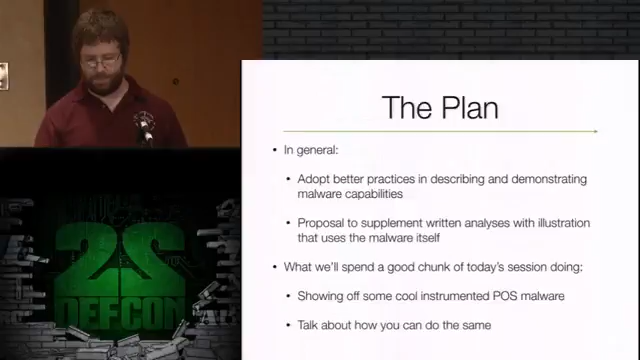 The Plan
• In general:
• Adopt better practices in describing and demonstrating
malware capabilities
• Proposal to supplement written analyses with illustration
that uses the malware itself
• What we'll spend a good chunk of today's session doing:
• Showing off some cool instrumented POS malware
• Talk about how you can do the same
22
DEFCON